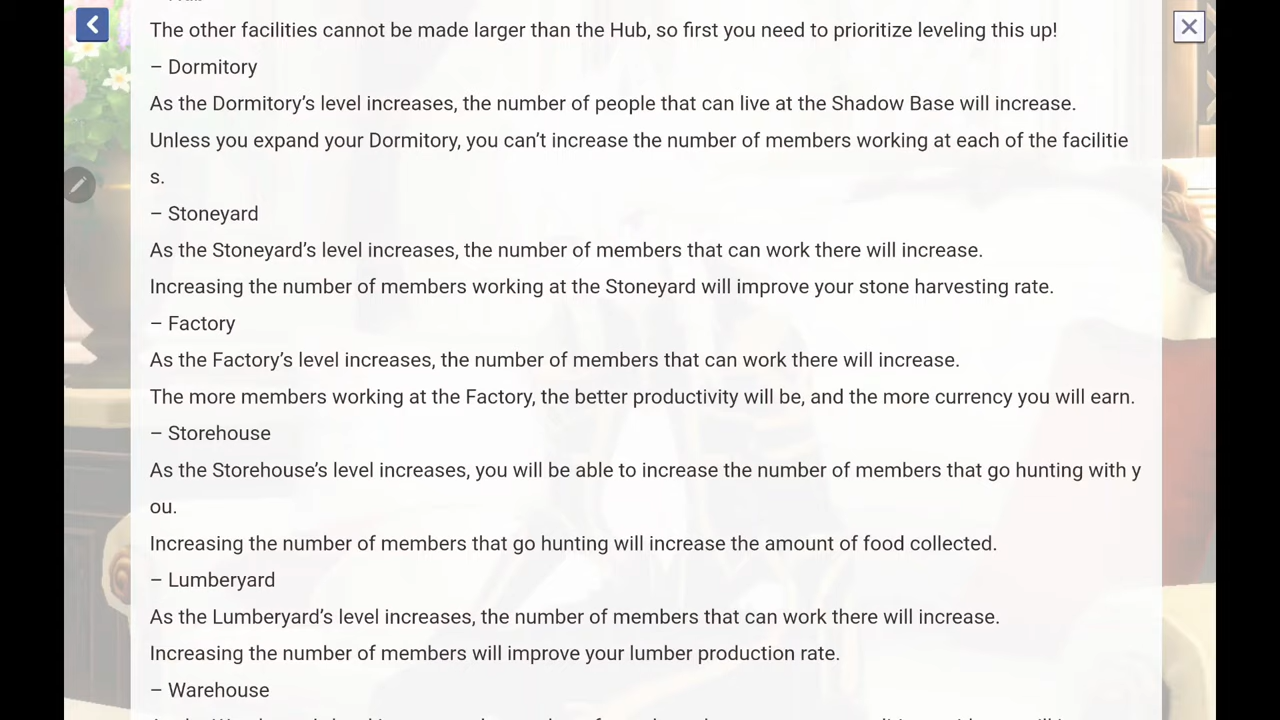 The other facilities cannot be made larger than the Hub, so first you need to prioritize leveling this up!
– Dormitory
As the Dormitory’s level increases, the number of people that can live at the Shadow Base will increase.
Unless you expand your Dormitory, you can’t increase the number of members working at each of the facilitie
s.
– Stoneyard
As the Stoneyard’s level increases, the number of members that can work there will increase.
Increasing the number of members working at the Stoneyard will improve your stone harvesting rate.
– Factory
As the Factory’s level increases, the number of members that can work there will increase.
The more members working at the Factory, the better productivity will be, and the more currency you will earn.
– Storehouse
As the Storehouse’s level increases, you will be able to increase the number of members that go hunting with y
ou.
Increasing the number of members that go hunting will increase the amount of food collected.
– Lumberyard
As the Lumberyard’s level increases, the number of members that can work there will increase.
Increasing the number of members will improve your lumber production rate.
– Warehouse